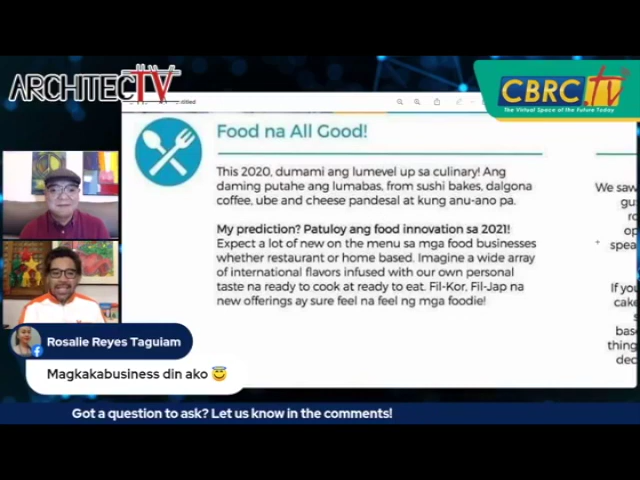 ARCHITECTV
CBRC.tv
The Virtual Space of the Future Today
Food na All Good!
This 2020, dumami ang lumevel up sa culinary! Ang
daming putahe ang lumabas, from sushi bakes, dalgona
coffee, ube and cheese pandesal at kung anu-ano pa.
My prediction? Patuloy ang food innovation sa 2021!
Expect a lot of new on the menu sa mga food businesses
whether restaurant or home based. Imagine a wide array
of international flavors infused with our own personal
taste na ready to cook at ready to eat. Fil-Kor, Fil-Jap na
new offerings ay sure feel na feel ng mga foodie!
We saw
If you
Rosalie Reyes Taguiam
Magkakabusiness din ako 😇
Got a question to ask? Let us know in the comments!